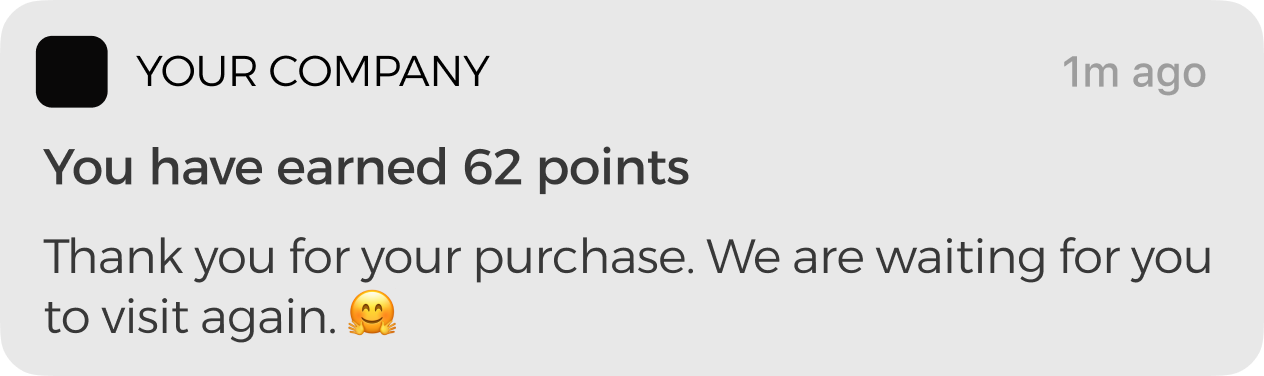 YOUR COMPANY
1m ago
You have earned 62 points
Thank you for your purchase. We are waiting for you
to visit again. 🤗